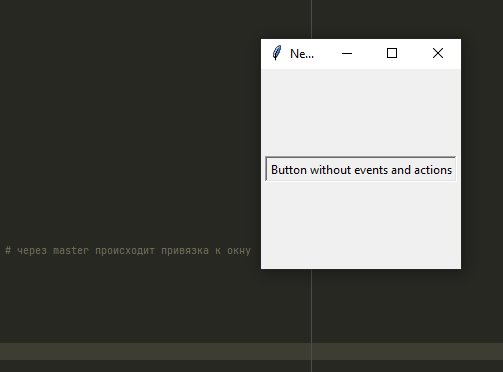 Ne...
Button without events and actions
# через master происходит привязка к окну